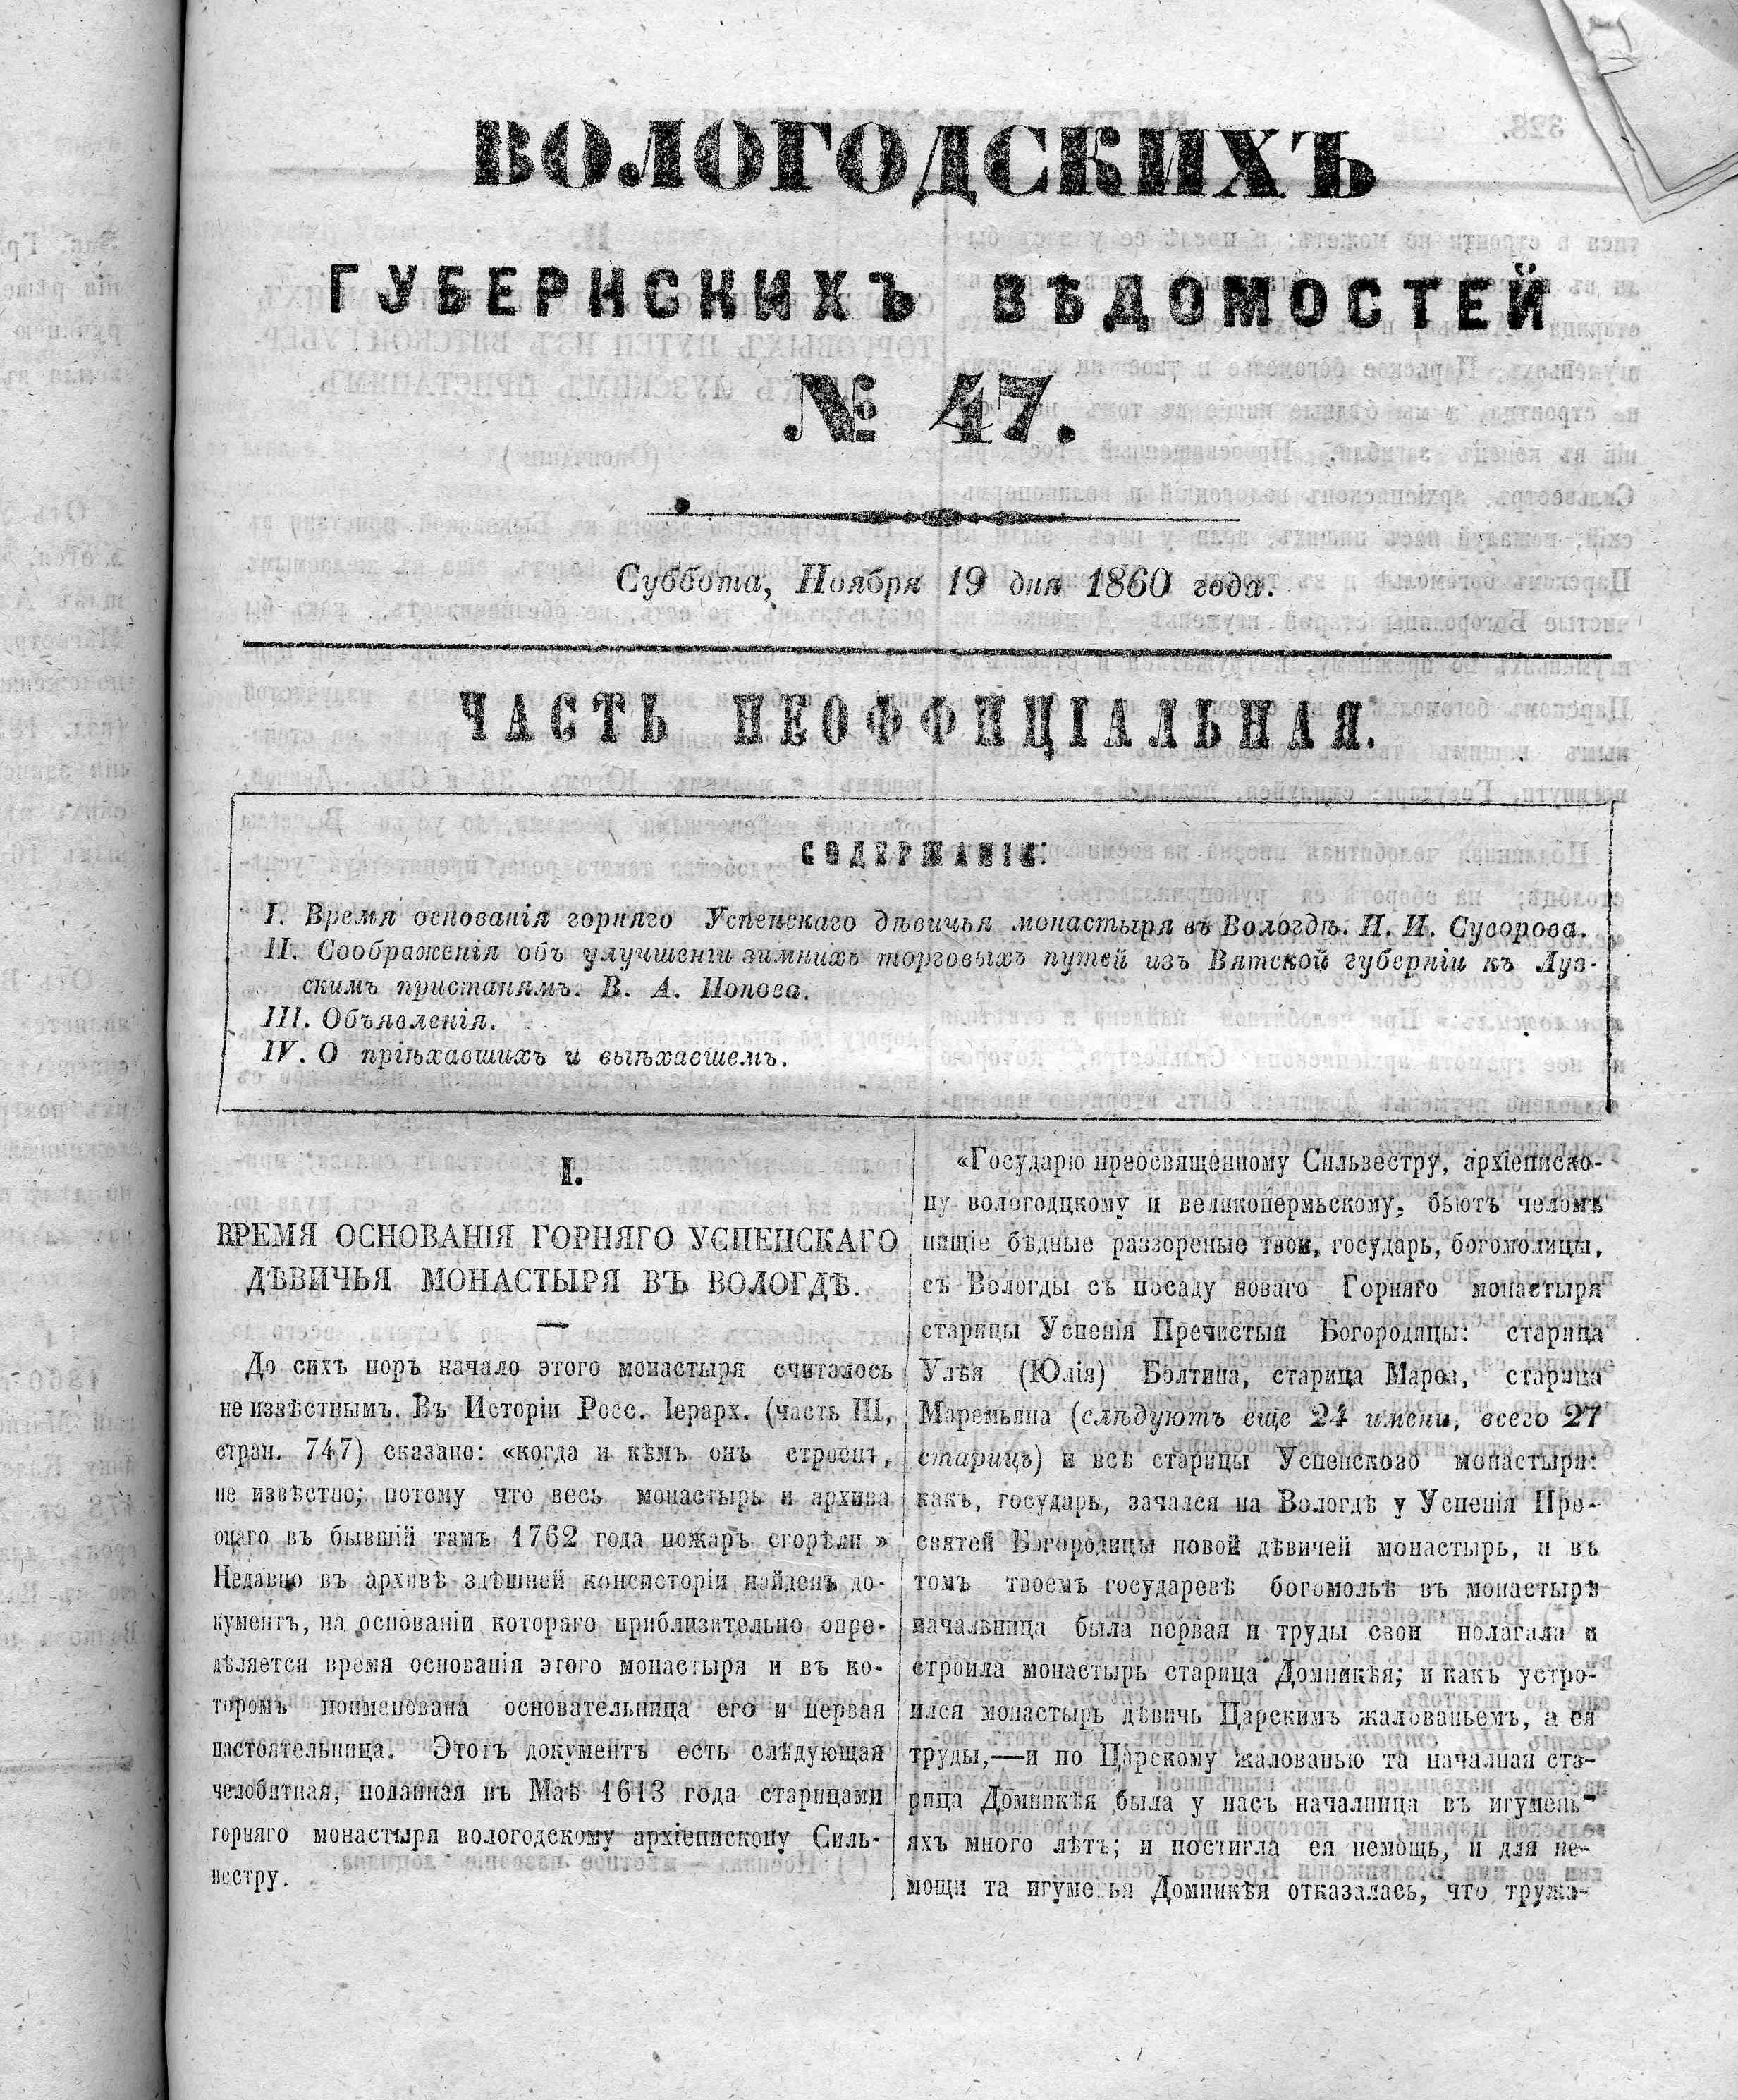 ВОЛОГОДСКИХЪ
ГУБЕРНСКИХЪ ВѢДОМОСТЕЙ
№ 47.
Суббота, Ноября 19 дня 1860 года.
ЧАСТЬ НЕОФФИЦІАЛЬНАЯ.
СОДЕРЖАНІЕ:
I. Время основанія горняго Успенскаго дѣвичья монастыря въ Вологдѣ. Н. И. Суворова.
II. Соображенія объ улучшеніи зимнихъ торговыхъ путей изъ Вятской губерніи къ Луз-
скимъ пристанямъ. В. А. Попова.
III. Объявленія.
IV. О пріѣхавшихъ и выѣхавшемъ.
I.
ВРЕМЯ ОСНОВАНІЯ ГОРНЯГО УСПЕНСКАГО
ДѢВИЧЬЯ МОНАСТЫРЯ ВЪ ВОЛОГДѢ.
До сихъ поръ начало этого монастыря считалось
не извѣстнымъ. Въ Исторіи Росс. Іерарх. (часть III,
стран. 747) сказано: «когда и кѣмъ онъ строенъ,
не извѣстно; потому что весь монастырь и архива
онаго въ бывшій тамъ 1762 года пожаръ сгорѣли »
Недавно въ архивѣ здѣшней консисторіи найденъ до-
кументъ, на основаніи котораго приблизительно опре-
дѣляется время основанія этого монастыря и въ ко-
торомъ поименована основательница его и первая
настоятельница. Этотъ документъ есть слѣдующая
челобитная, поданная въ Маѣ 1613 года старицами
горняго монастыря вологодскому архіепископу Силь-
вестру.
«Государю преосвященному Сильвестру, архіеписко-
пу вологодцкому и великопермьскому, бьютъ челомъ
нищіе бѣдные раззореные твои, государь, богомолицы,
съ Вологды съ посаду новаго Горняго монастыря
старицы Успенія Пречистыя Богородицы: старица
Улѣя (Юлія) Болтина, старица Марѳа, старица
Маремьяна (слѣдуютъ еще 24 имени, всего 27
старицъ) и всѣ старицы Успенсково монастыря:
какъ, государь, зачался на Вологдѣ у Успенія Пре-
святей Богородицы новой дѣвичей монастырь, и въ
томъ твоемъ государевѣ богомольѣ въ монастырѣ
начальница была первая и труды свои полагала и
строила монастырь старица Домникѣя; и какъ устро-
ился монастырь дѣвичь Царскимъ жалованьемъ, а ея
труды,—и по Царскому жалованью та началная ста-
рица Домникѣя была у насъ началница въ игумень-
яхъ много лѣтъ; и постигла ея немощь, и для не-
мощи та игуменья Домникѣя отказалась, что тружа-